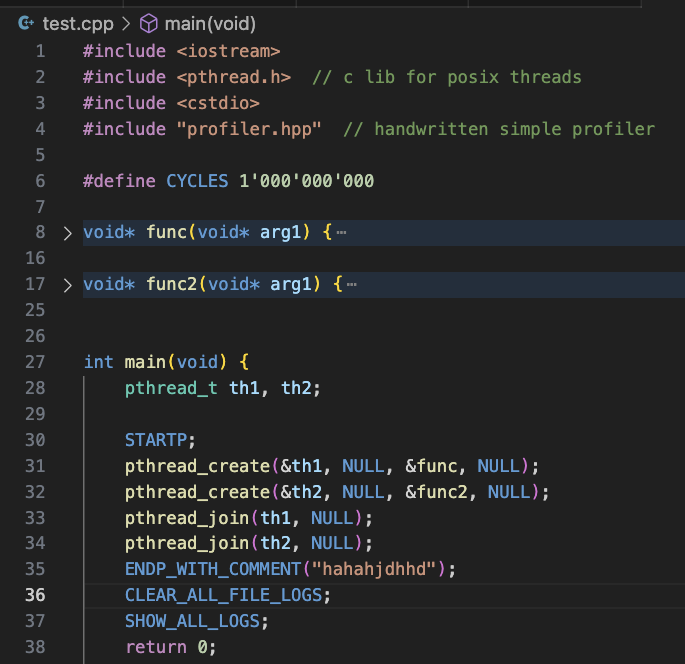 test.cpp > main(void)
1 #include <iostream>
2 #include <pthread.h>  // c lib for posix threads
3 #include <cstdio>
4 #include "profiler.hpp"  // handwritten simple profiler
5
6 #define CYCLES 1'000'000'000
7
8 > void* func(void* arg1) {⋯
16
17 > void* func2(void* arg1) {⋯
25
26
27 int main(void) {
28     pthread_t th1, th2;
29
30     STARTP;
31     pthread_create(&th1, NULL, &func, NULL);
32     pthread_create(&th2, NULL, &func2, NULL);
33     pthread_join(th1, NULL);
34     pthread_join(th2, NULL);
35     ENDP_WITH_COMMENT("hahahjdhhd");
36     CLEAR_ALL_FILE_LOGS;
37     SHOW_ALL_LOGS;
38     return 0;